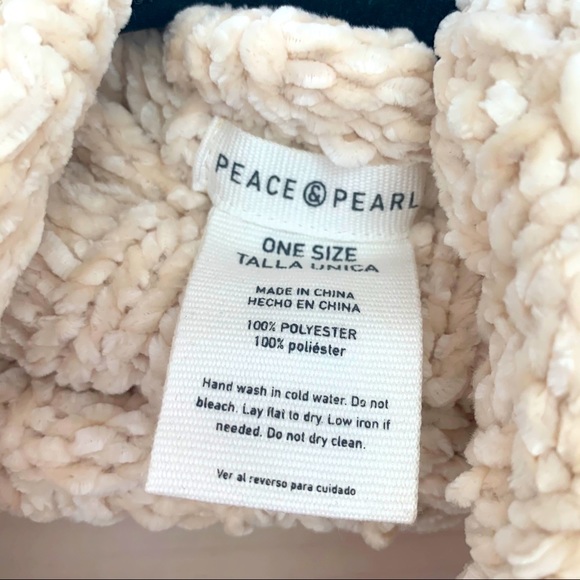 PEACE & PEARL
ONE SIZE
TALLA UNICA
MADE IN CHINA
HECHO EN CHINA
100% POLYESTER
100% poliéster
Hand wash in cold water. Do not
bleach. Lay flat to dry. Low iron if
needed. Do not dry clean.
Ver al reverso para cuidado